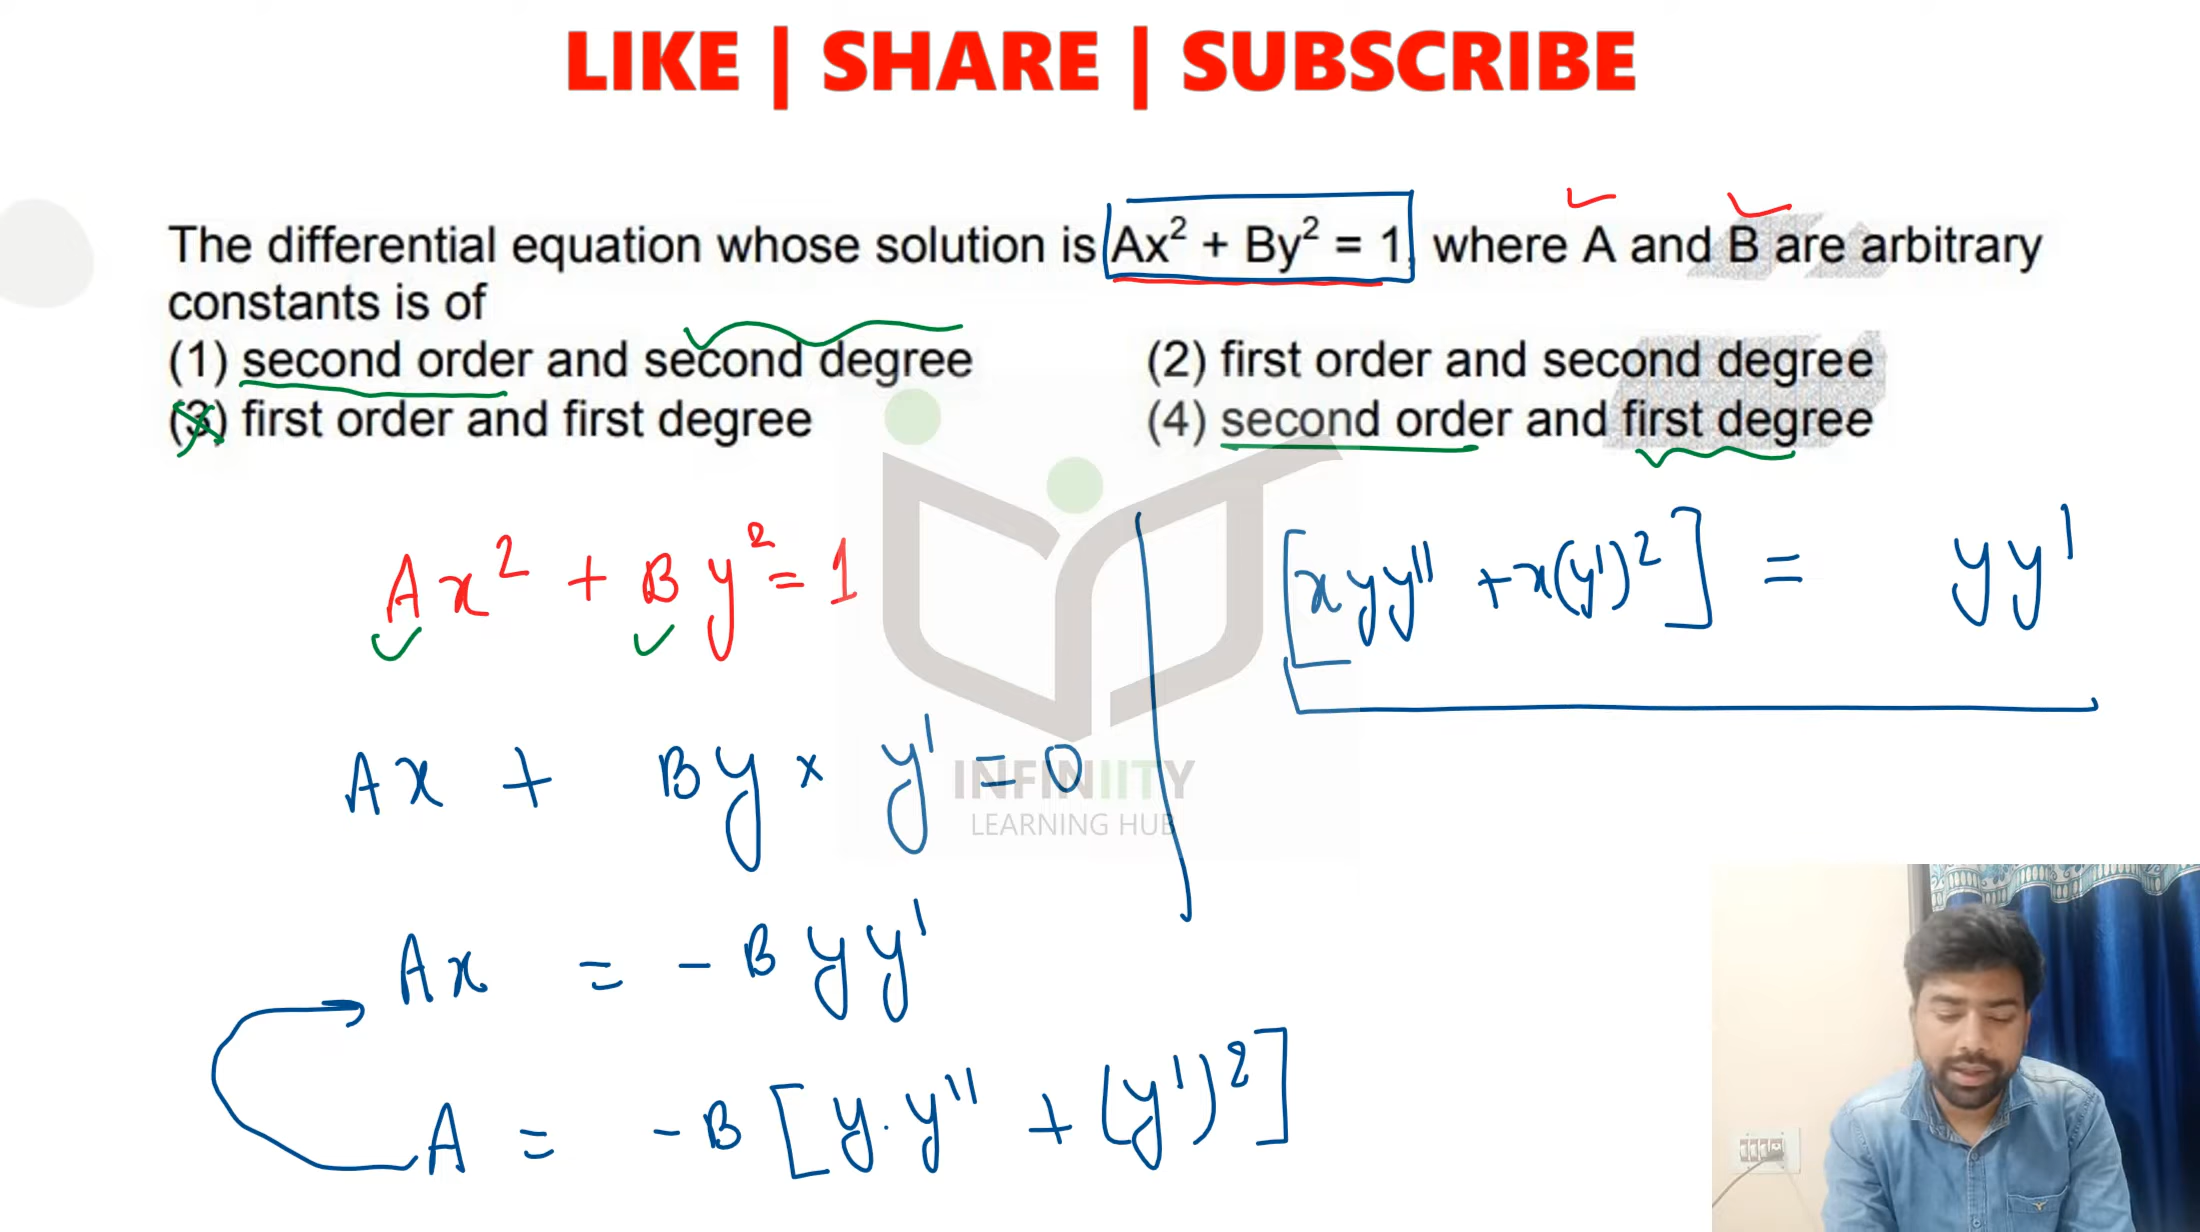 LIKE | SHARE | SUBSCRIBE
The differential equation whose solution is Ax² + By² = 1 where A and B are arbitrary
constants is of
(1) second order and second degree
(2) first order and second degree
(3) first order and first degree
(4) second order and first degree
Ax² + By² = 1
Ax + By × y' = 0
Ax = - Byy'
A = - B [y.y'' + (y')²]
[xyy'' + x(y')²] = yy'
INFINIITY
LEARNING HUB